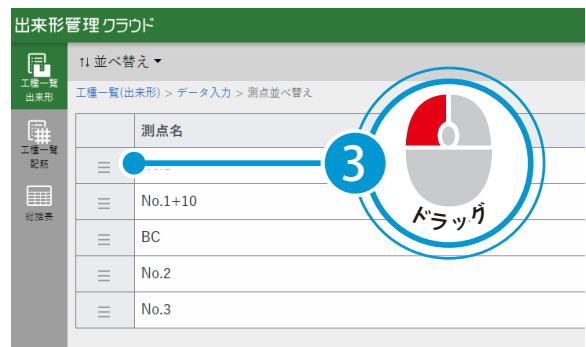 出来形管理クラウド
工種一覧
出来形
工種一覧
配筋
総括表
↑↓並べ替え▼
工種一覧(出来形) > データ入力 > 測点並べ替え
測点名
No.1+10
BC
No.2
No.3
3
ドラッグ